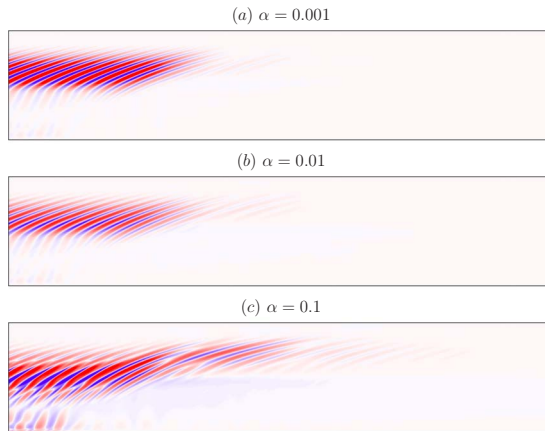 (a) α = 0.001
(b) α = 0.01
(c) α = 0.1